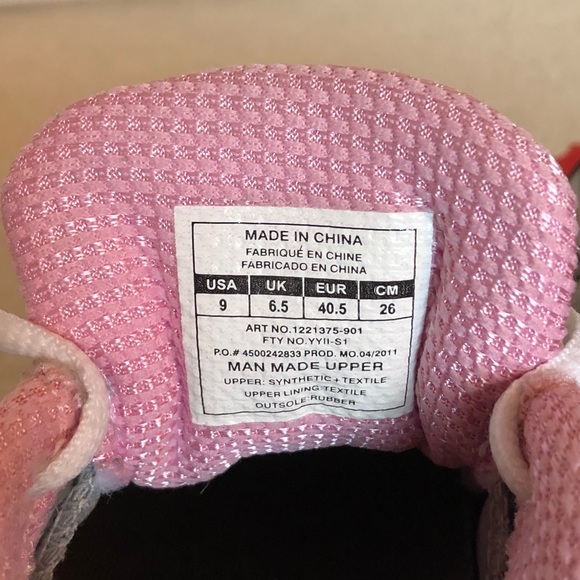 MADE IN CHINA
FABRIQUÉ EN CHINE
FABRICADO EN CHINA
USA UK EUR CM
9 6.5 40.5 26
ART NO.1221375-901
FTY NO.YYII-S1
P.O.# 4500242833 PROD. MO.04/2011
MAN MADE UPPER
UPPER: SYNTHETIC+TEXTILE
UPPER LINING:TEXTILE
OUTSOLE:RUBBER